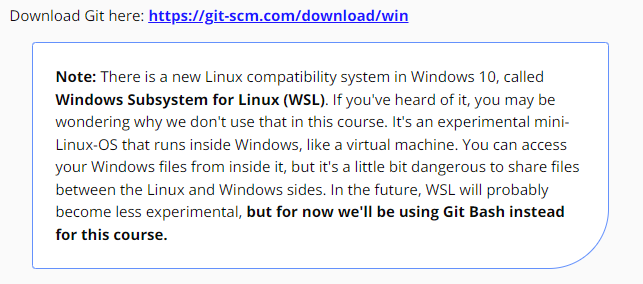 Download Git here: https://git-scm.com/download/win
Note: There is a new Linux compatibility system in Windows 10, called
Windows Subsystem for Linux (WSL). If you've heard of it, you may be
wondering why we don't use that in this course. It's an experimental mini-
Linux-OS that runs inside Windows, like a virtual machine. You can access
your Windows files from inside it, but it's a little bit dangerous to share files
between the Linux and Windows sides. In the future, WSL will probably
become less experimental, but for now we'll be using Git Bash instead
for this course.